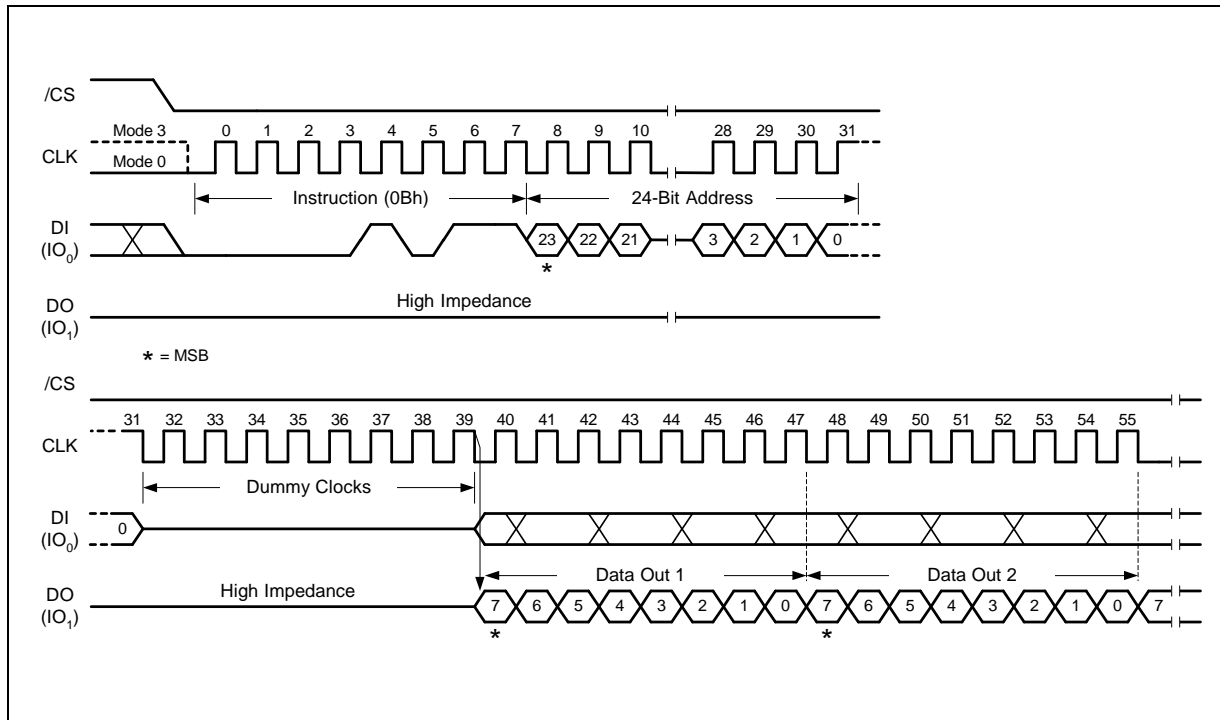 /CS
Mode 3
0 1 2 3 4 5 6 7 8 9 10 28 29 30 31
CLK
Mode 0
Instruction (0Bh) 24-Bit Address
DI
(IO0)
23 22 21 3 2 1 0
*
High Impedance
DO
(IO1)
* = MSB
/CS
31 32 33 34 35 36 37 38 39 40 41 42 43 44 45 46 47 48 49 50 51 52 53 54 55
CLK
Dummy Clocks
DI
(IO0)
0
Data Out 1 Data Out 2
High Impedance
DO
(IO1)
7 6 5 4 3 2 1 0 7 6 5 4 3 2 1 0 7
* *